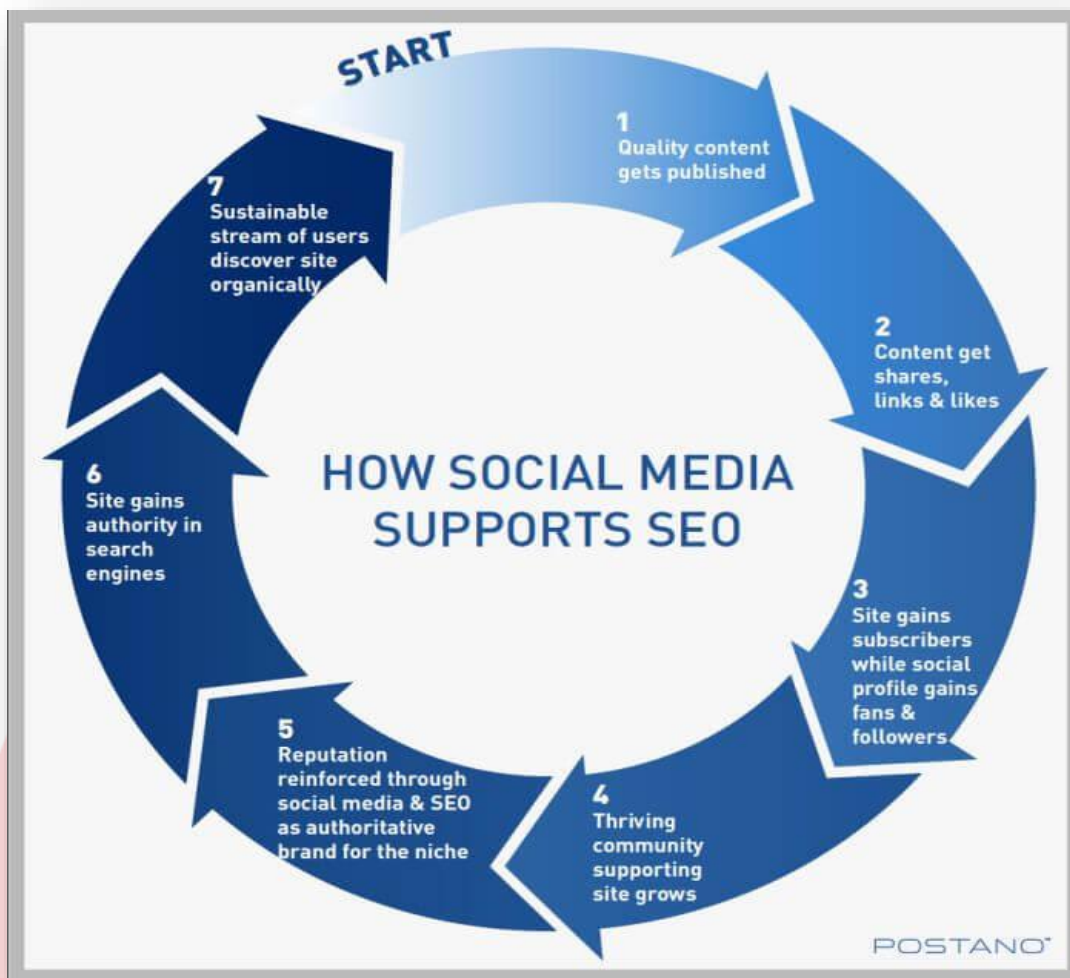 START
1
Quality content
gets published
2
Content get
shares,
links & likes
3
Site gains
subscribers
while social
profile gains
fans &
followers
4
Thriving
community
supporting
site grows
5
Reputation
reinforced through
social media & SEO
as authoritative
brand for the niche
6
Site gains
authority in
search
engines
7
Sustainable
stream of users
discover site
organically
HOW SOCIAL MEDIA
SUPPORTS SEO
POSTANO™